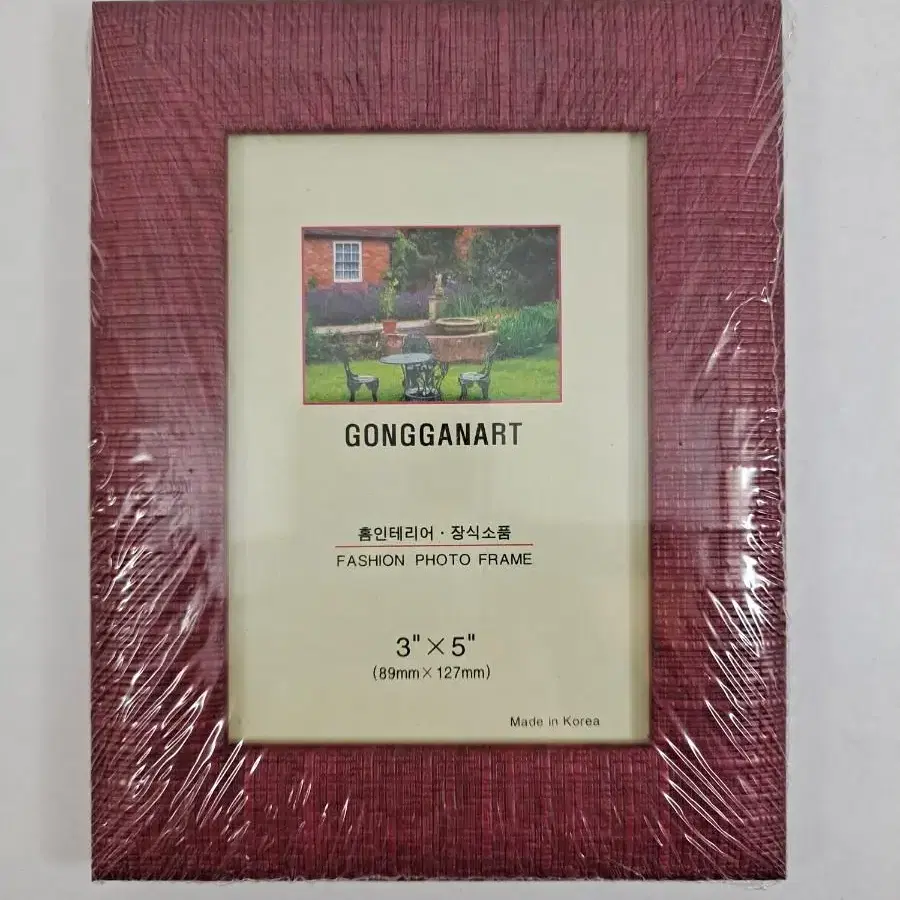 GONGGANART
홈인테리어 · 장식소품
FASHION PHOTO FRAME
3" × 5"
(89mm × 127mm)
Made in Korea